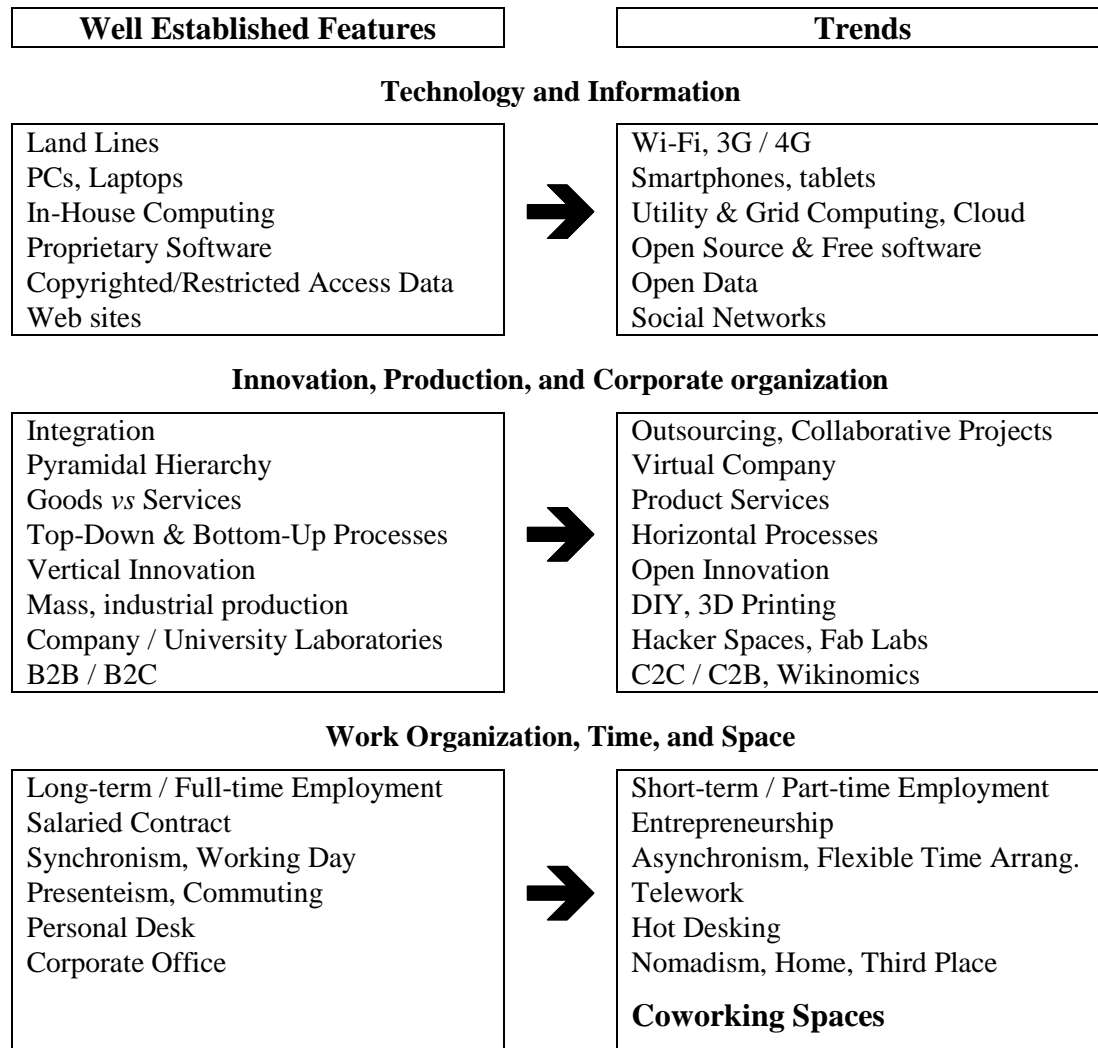 Well Established Features
Trends
Technology and Information
Land Lines
PCs, Laptops
In-House Computing
Proprietary Software
Copyrighted/Restricted Access Data
Web sites
Wi-Fi, 3G / 4G
Smartphones, tablets
Utility & Grid Computing, Cloud
Open Source & Free software
Open Data
Social Networks
Innovation, Production, and Corporate organization
Integration
Pyramidal Hierarchy
Goods vs Services
Top-Down & Bottom-Up Processes
Vertical Innovation
Mass, industrial production
Company / University Laboratories
B2B / B2C
Outsourcing, Collaborative Projects
Virtual Company
Product Services
Horizontal Processes
Open Innovation
DIY, 3D Printing
Hacker Spaces, Fab Labs
C2C / C2B, Wikinomics
Work Organization, Time, and Space
Long-term / Full-time Employment
Salaried Contract
Synchronism, Working Day
Presenteism, Commuting
Personal Desk
Corporate Office
Short-term / Part-time Employment
Entrepreneurship
Asynchronism, Flexible Time Arrang.
Telework
Hot Desking
Nomadism, Home, Third Place
Coworking Spaces